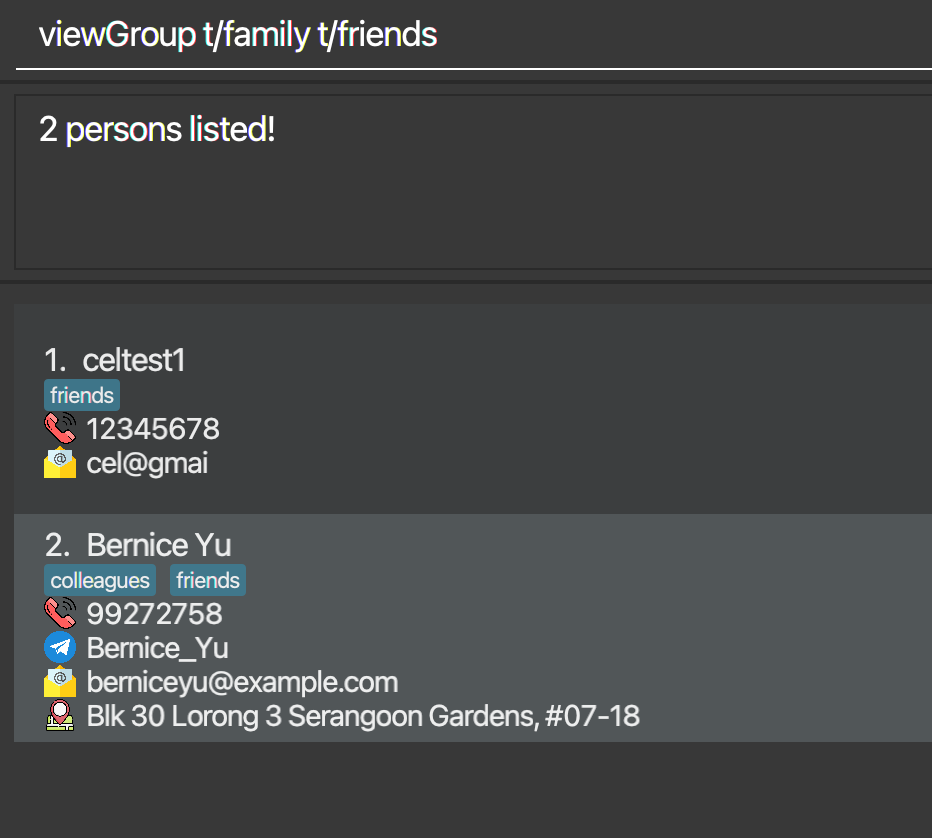 viewGroup t/family t/friends
2 persons listed!
1. celtest1
friends
12345678
cel@gmai
2. Bernice Yu
colleagues friends
99272758
Bernice_Yu
berniceyu@example.com
Blk 30 Lorong 3 Serangoon Gardens, #07-18